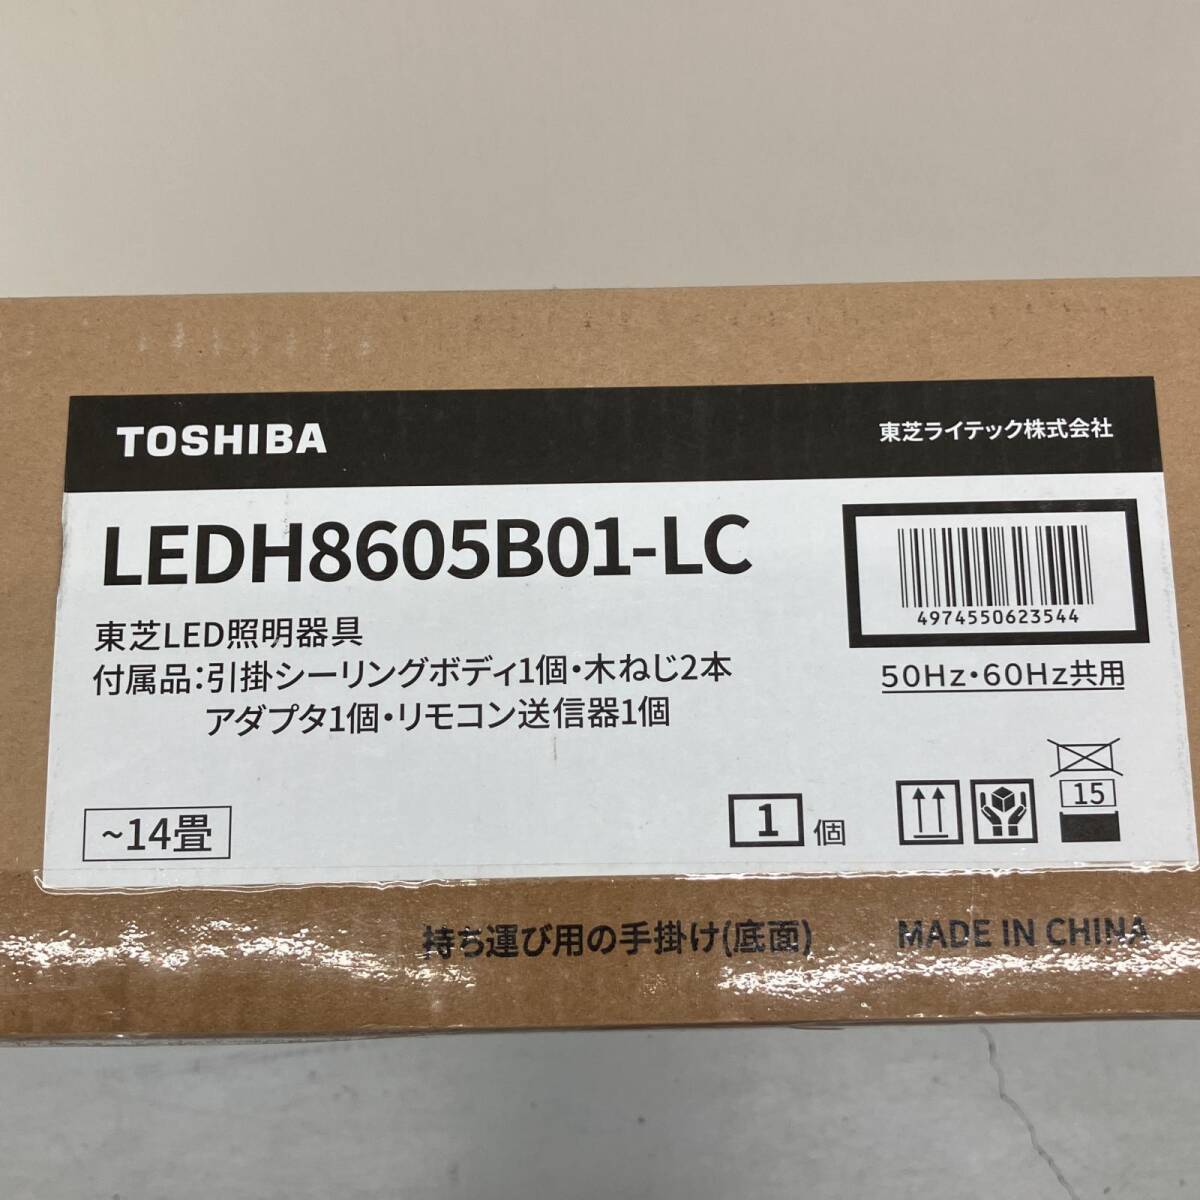 TOSHIBA
東芝ライテック株式会社
LEDH8605B01-LC
4974550623544
東芝LED照明器具
付属品:引掛シーリングボディ1個・木ねじ2本
アダプタ1個・リモコン送信器1個
50Hz・60Hz共用
~14畳
1個
15
持ち運び用の手掛け(底面)
MADE IN CHINA